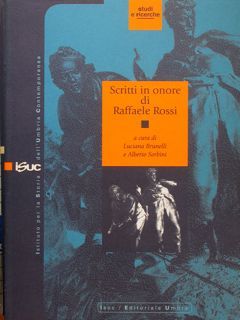 studi
e ricerche
Scritti in onore
di
Raffaele Rossi
a cura di
Luciana Brunelli
e Alberto Sorbini
isuc
Istituto per la Storia dell'Umbria Contemporanea
Isuc / Editoriale Umbra